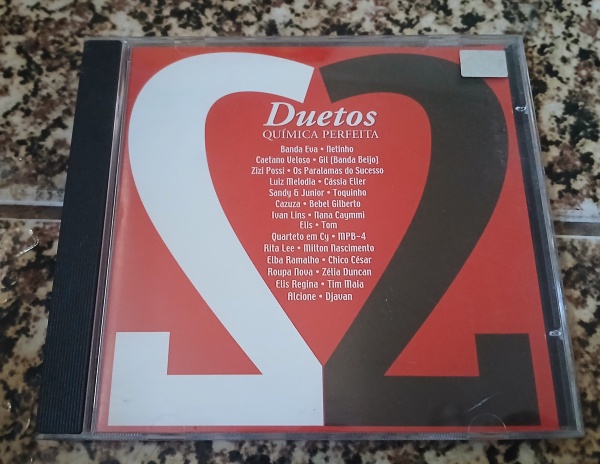 Duetos
QUÍMICA PERFEITA
Banda Eva • Netinho
Caetano Veloso • Gil (Banda Beijo)
Zizi Possi • Os Paralamas do Sucesso
Luiz Melodia • Cássia Eller
Sandy & Junior • Toquinho
Cazuza • Bebel Gilberto
Ivan Lins • Nana Caymmi
Elis • Tom
Quarteto em Cy • MPB-4
Rita Lee • Milton Nascimento
Elba Ramalho • Chico César
Roupa Nova • Zélia Duncan
Elis Regina • Tim Maia
Alcione • Djavan